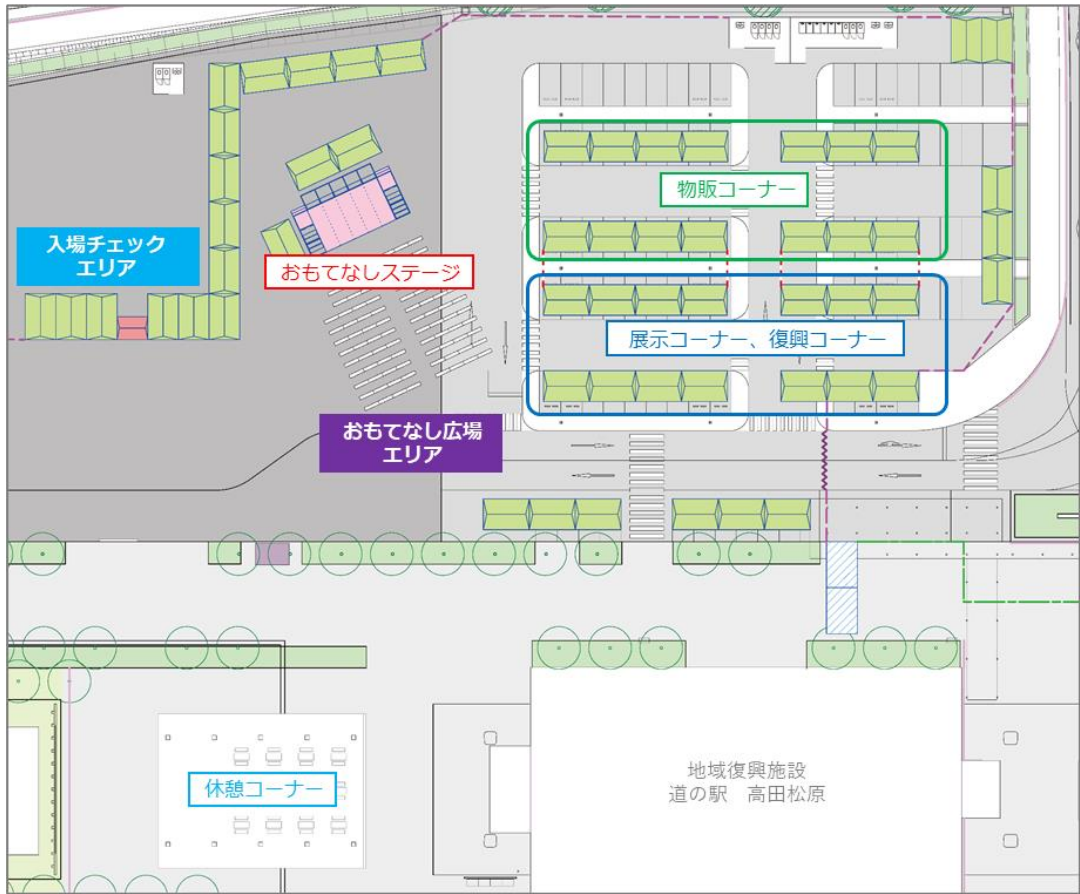 物販コーナー
入場チェック
エリア
おもてなしステージ
展示コーナー、復興コーナー
おもてなし広場
エリア
地域復興施設
道の駅　高田松原
休憩コーナー